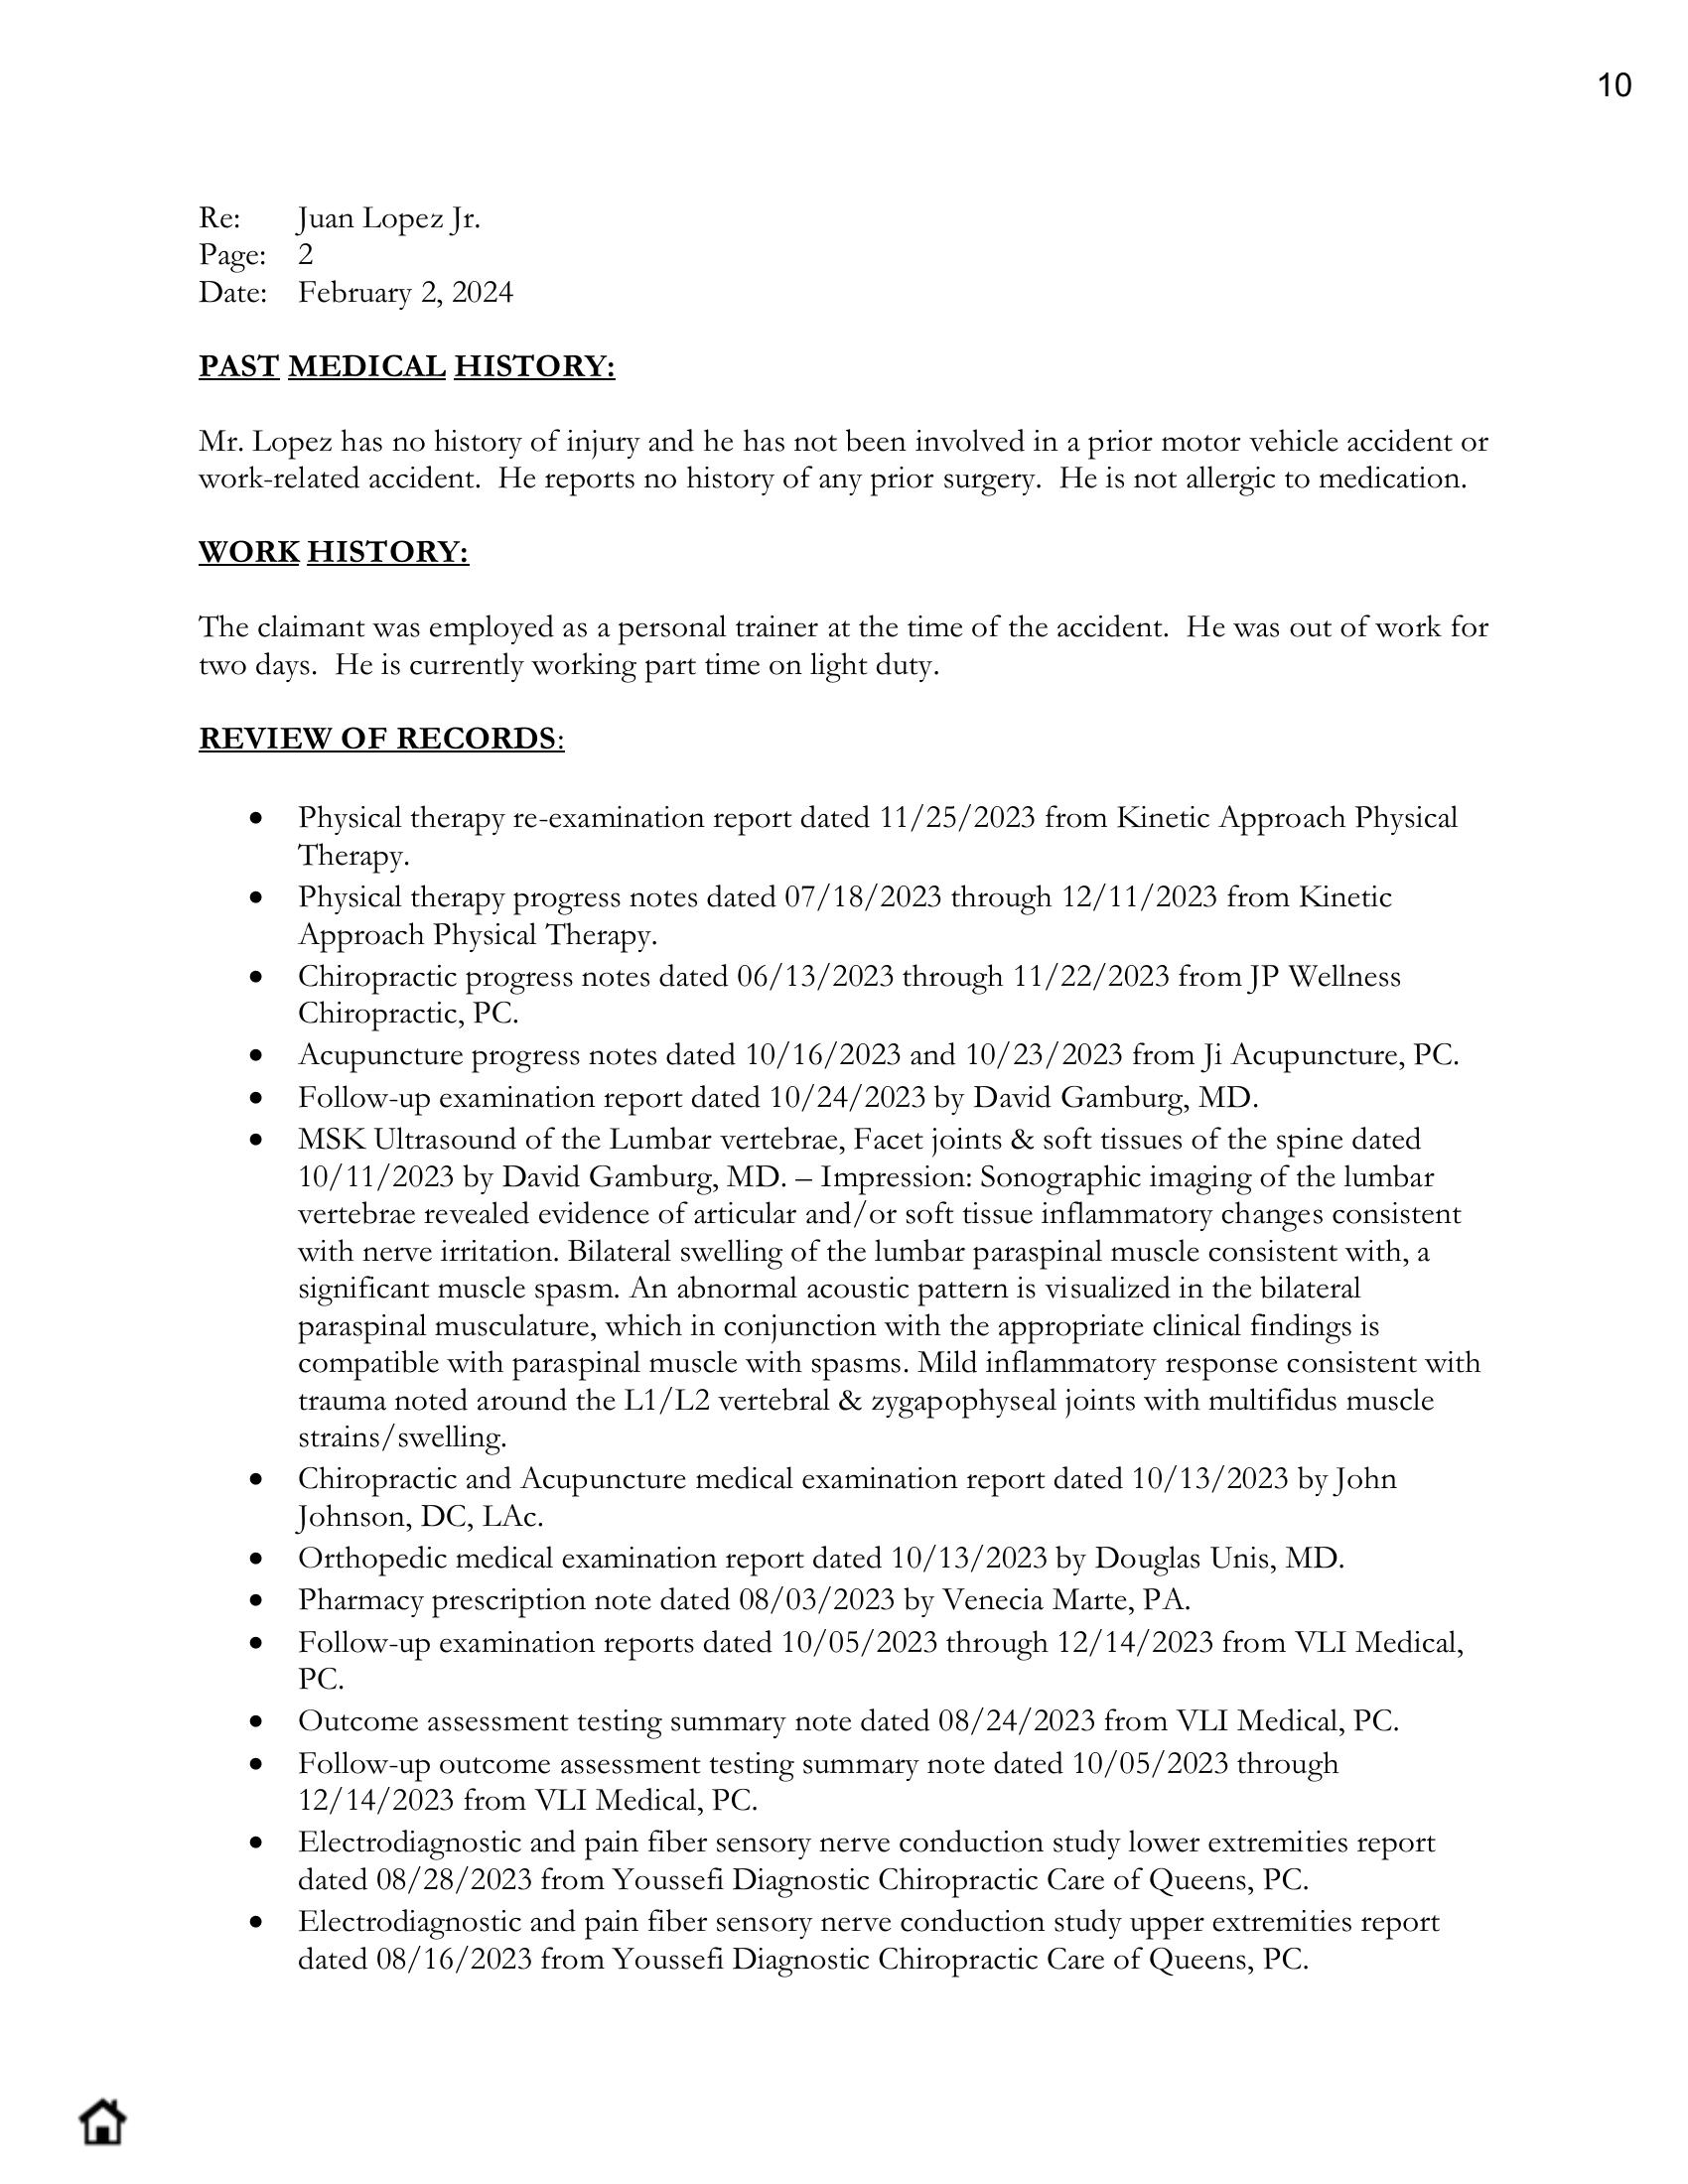 10
Re: Juan Lopez Jr.
Page: 2
Date: February 2, 2024
PAST MEDICAL HISTORY:
Mr. Lopez has no history of injury and he has not been involved in a prior motor vehicle accident or
work-related accident.  He reports no history of any prior surgery.  He is not allergic to medication.
WORK HISTORY:
The claimant was employed as a personal trainer at the time of the accident.  He was out of work for
two days.  He is currently working part time on light duty.
REVIEW OF RECORDS:
• Physical therapy re-examination report dated 11/25/2023 from Kinetic Approach Physical
Therapy.
• Physical therapy progress notes dated 07/18/2023 through 12/11/2023 from Kinetic
Approach Physical Therapy.
• Chiropractic progress notes dated 06/13/2023 through 11/22/2023 from JP Wellness
Chiropractic, PC.
• Acupuncture progress notes dated 10/16/2023 and 10/23/2023 from Ji Acupuncture, PC.
• Follow-up examination report dated 10/24/2023 by David Gamburg, MD.
• MSK Ultrasound of the Lumbar vertebrae, Facet joints & soft tissues of the spine dated
10/11/2023 by David Gamburg, MD. – Impression: Sonographic imaging of the lumbar
vertebrae revealed evidence of articular and/or soft tissue inflammatory changes consistent
with nerve irritation. Bilateral swelling of the lumbar paraspinal muscle consistent with, a
significant muscle spasm. An abnormal acoustic pattern is visualized in the bilateral
paraspinal musculature, which in conjunction with the appropriate clinical findings is
compatible with paraspinal muscle with spasms. Mild inflammatory response consistent with
trauma noted around the L1/L2 vertebral & zygapophyseal joints with multifidus muscle
strains/swelling.
• Chiropractic and Acupuncture medical examination report dated 10/13/2023 by John
Johnson, DC, LAc.
• Orthopedic medical examination report dated 10/13/2023 by Douglas Unis, MD.
• Pharmacy prescription note dated 08/03/2023 by Venecia Marte, PA.
• Follow-up examination reports dated 10/05/2023 through 12/14/2023 from VLI Medical,
PC.
• Outcome assessment testing summary note dated 08/24/2023 from VLI Medical, PC.
• Follow-up outcome assessment testing summary note dated 10/05/2023 through
12/14/2023 from VLI Medical, PC.
• Electrodiagnostic and pain fiber sensory nerve conduction study lower extremities report
dated 08/28/2023 from Youssefi Diagnostic Chiropractic Care of Queens, PC.
• Electrodiagnostic and pain fiber sensory nerve conduction study upper extremities report
dated 08/16/2023 from Youssefi Diagnostic Chiropractic Care of Queens, PC.